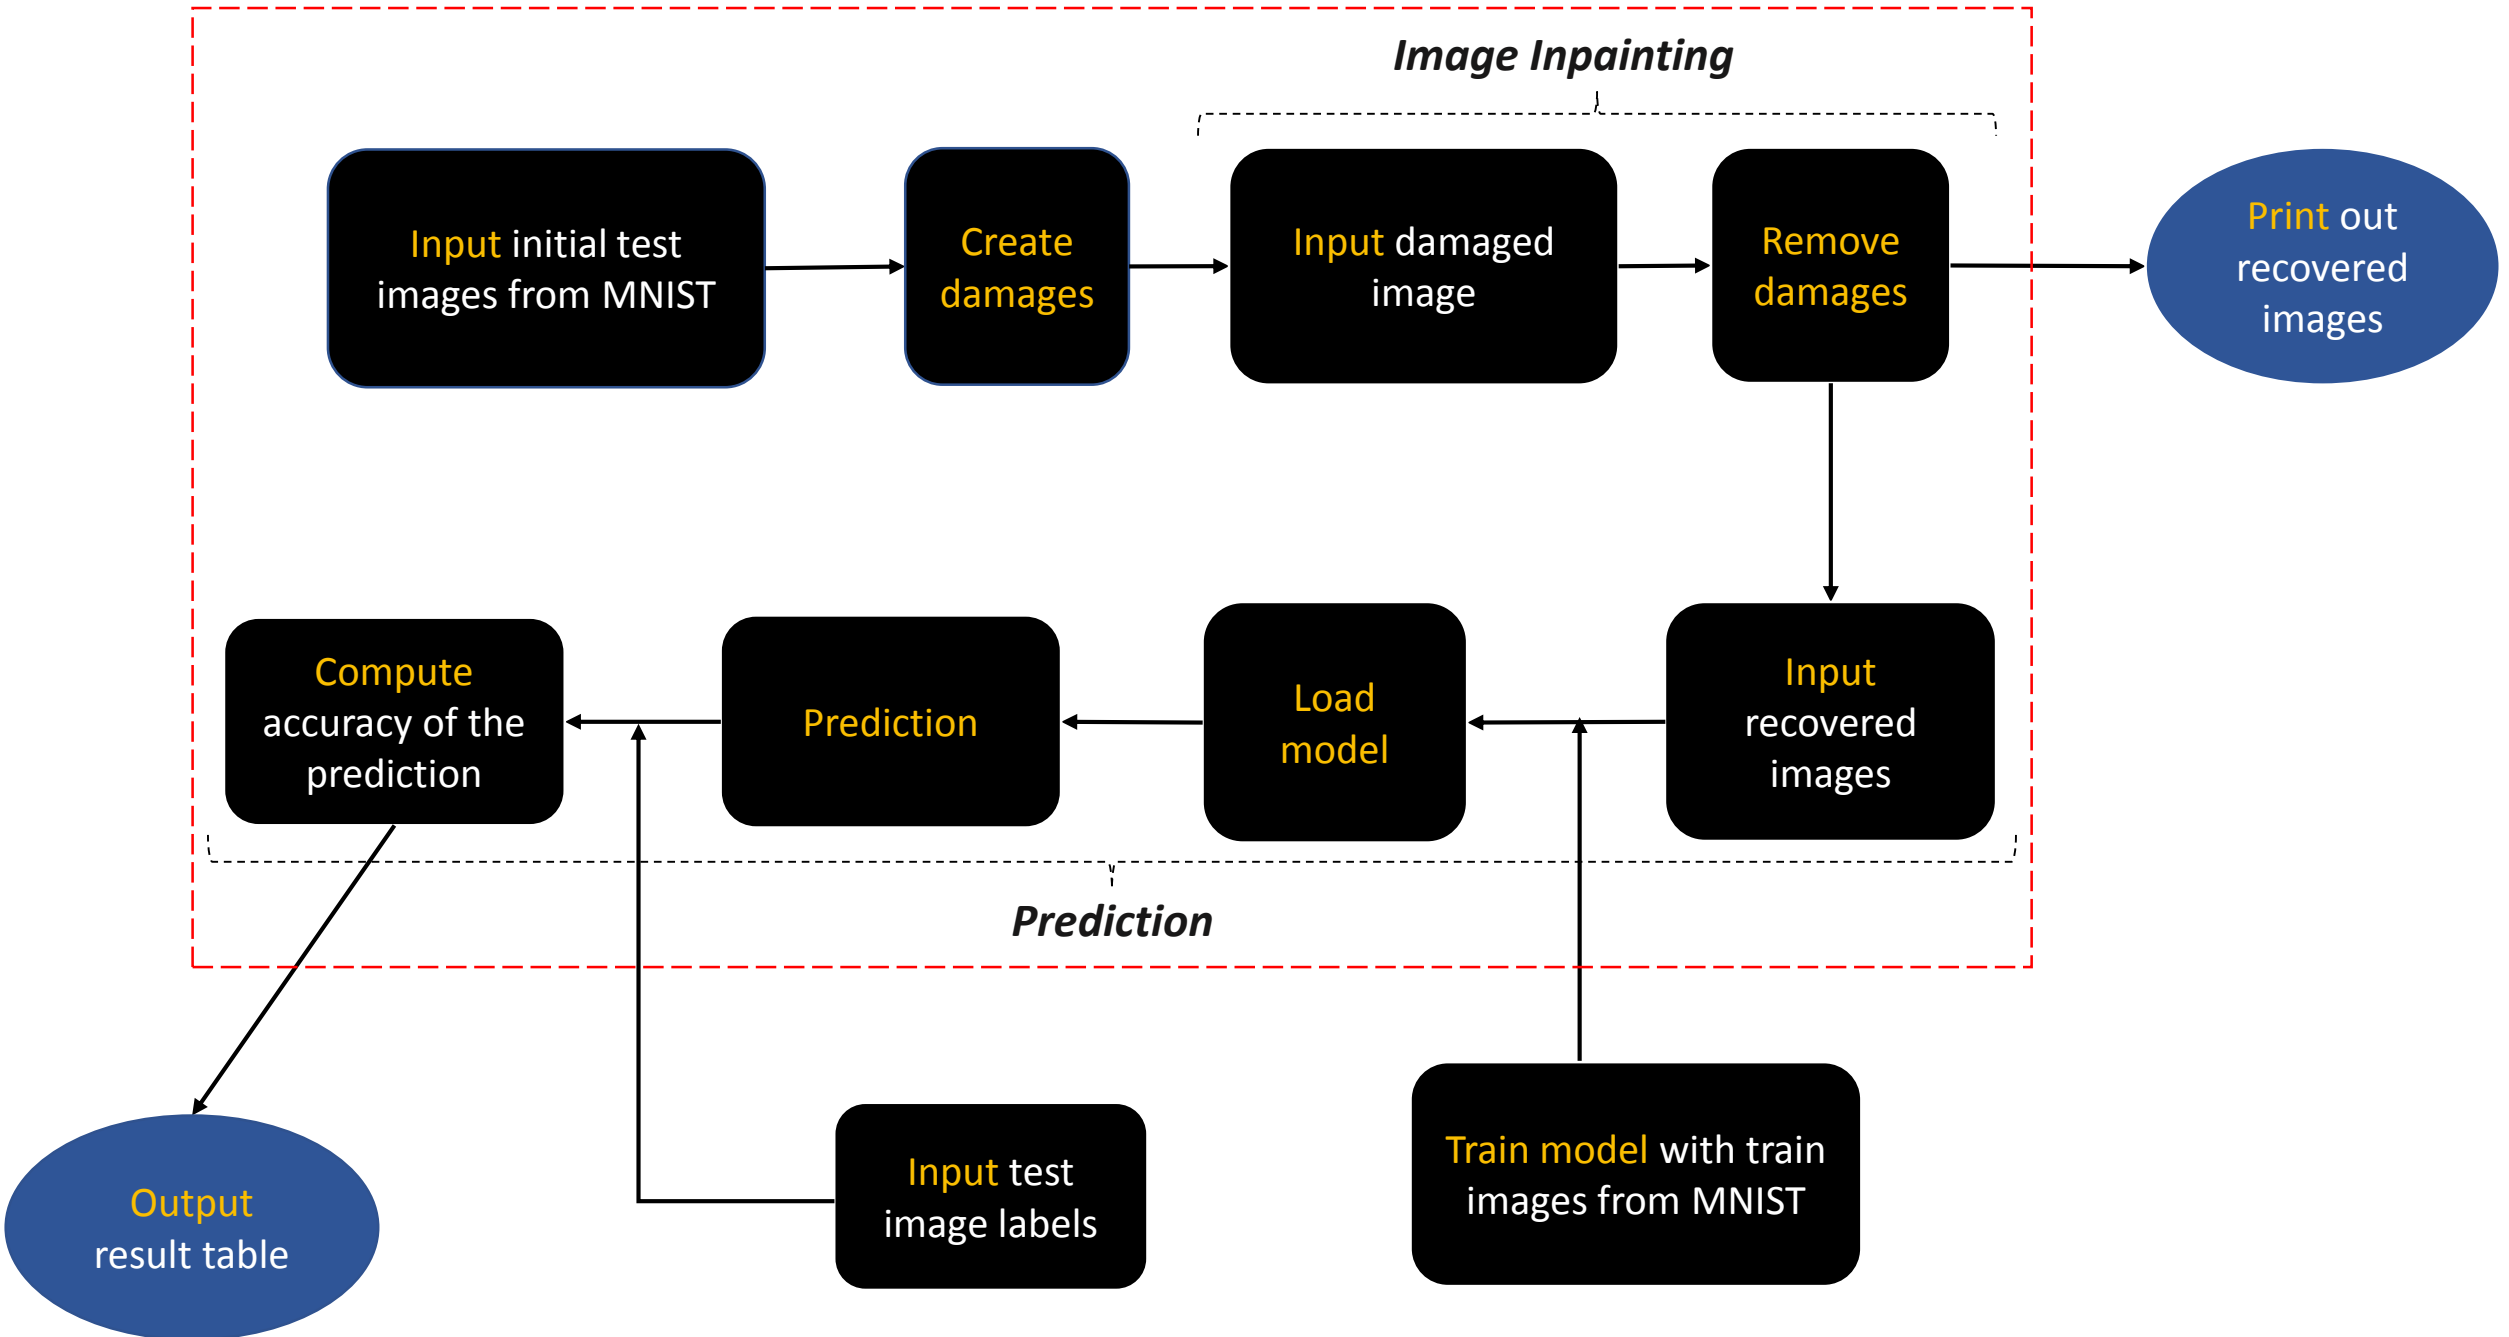 Image Inpainting
Input initial test
images from MNIST
Create
damages
Input damaged
image
Remove
damages
Print out
recovered
images
Compute
accuracy of the
prediction
Prediction
Load
model
Input
recovered
images
Prediction
Output
result table
Input test
image labels
Train model with train
images from MNIST